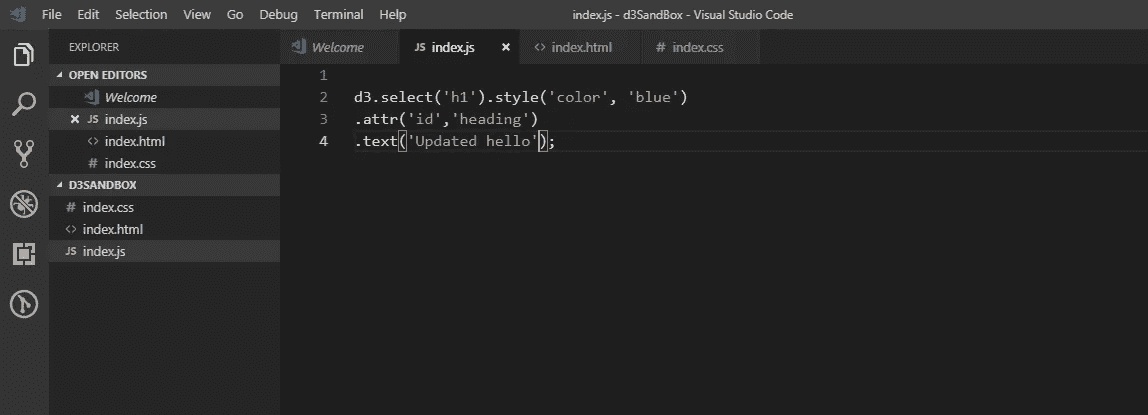 File Edit Selection View Go Debug Terminal Help index.js - d3SandBox - Visual Studio Code
EXPLORER
OPEN EDITORS
Welcome
JS index.js
<> index.html
# index.css
D3SANDBOX
# index.css
<> index.html
JS index.js
Welcome JS index.js <> index.html # index.css
1
2 d3.select('h1').style('color', 'blue')
3 .attr('id','heading')
4 .text('Updated hello');